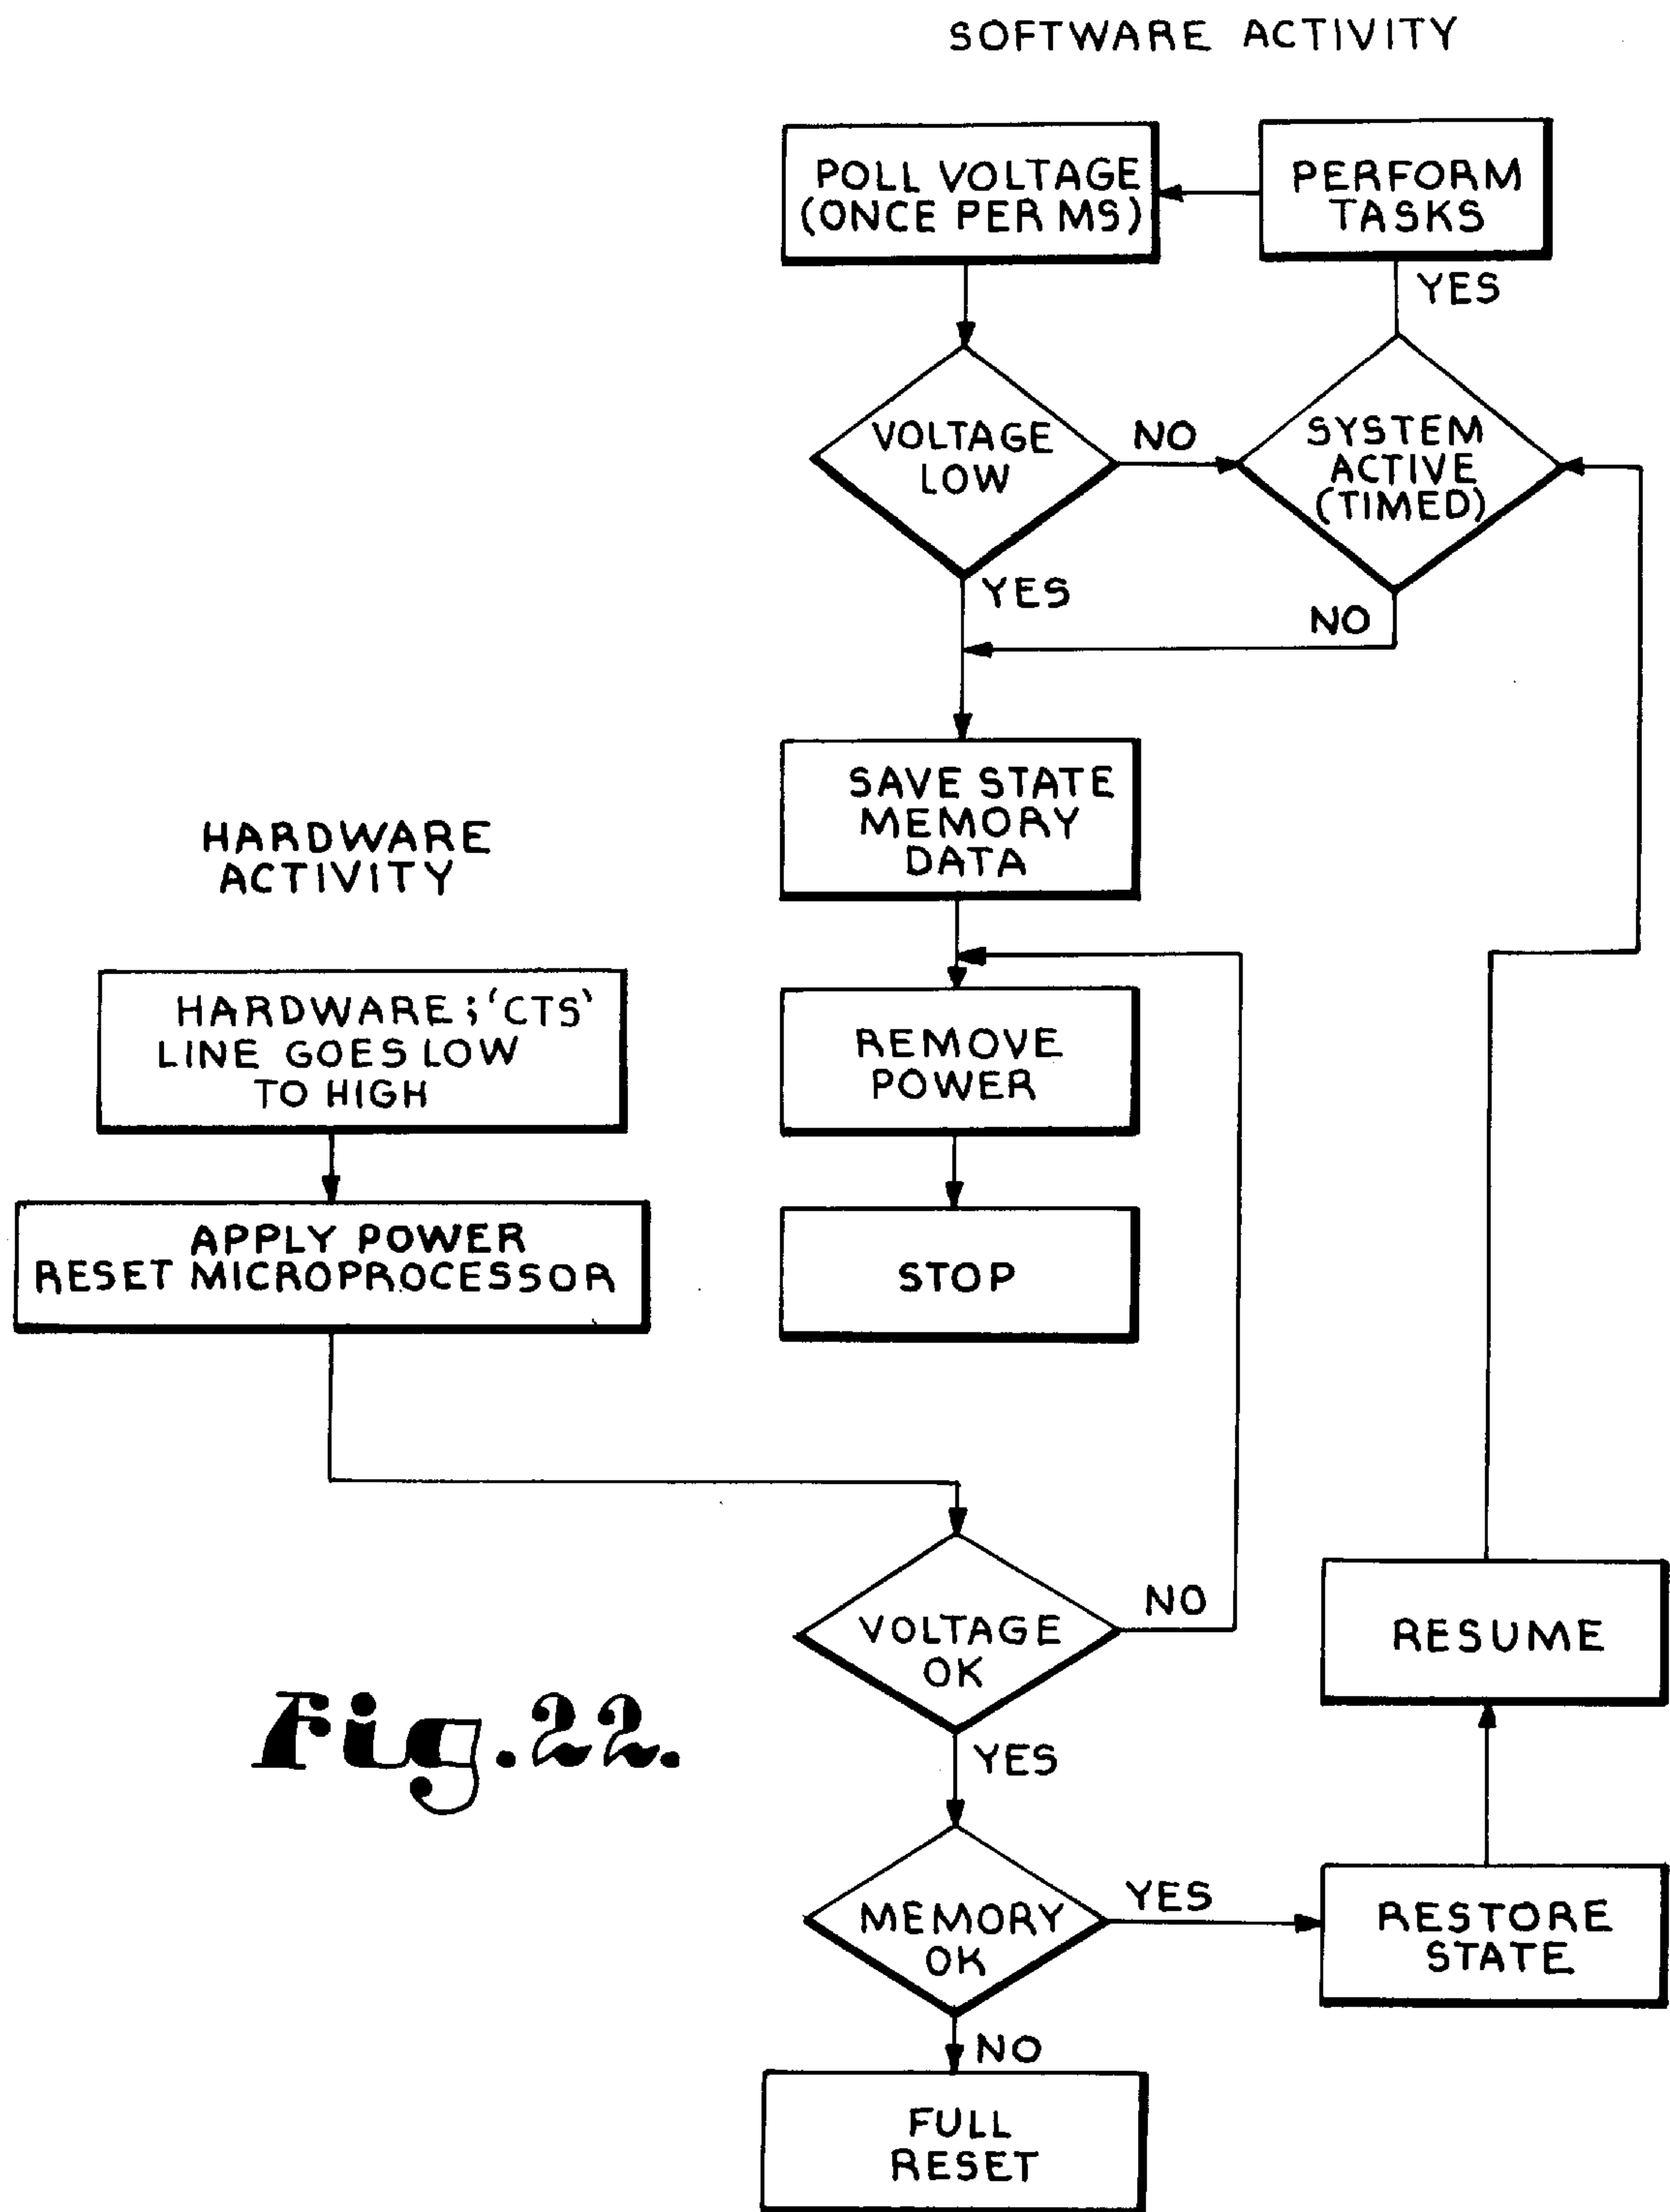 SOFTWARE ACTIVITY
POLL VOLTAGE
(ONCE PER MS)
PERFORM
TASKS
YES
VOLTAGE
LOW
NO
SYSTEM
ACTIVE
(TIMED)
YES
NO
SAVE STATE
MEMORY
DATA
HARDWARE
ACTIVITY
HARDWARE; 'CTS'
LINE GOES LOW
TO HIGH
REMOVE
POWER
APPLY POWER
RESET MICROPROCESSOR
STOP
VOLTAGE
OK
NO
RESUME
Fig.22.
YES
MEMORY
OK
YES
RESTORE
STATE
NO
FULL
RESET